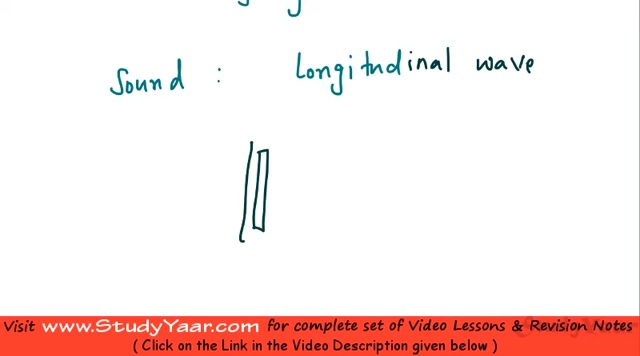 Sound : Longitudinal wave
Visit www.StudyYaar.com for complete set of Video Lessons & Revision Notes
( Click on the Link in the Video Description given below )